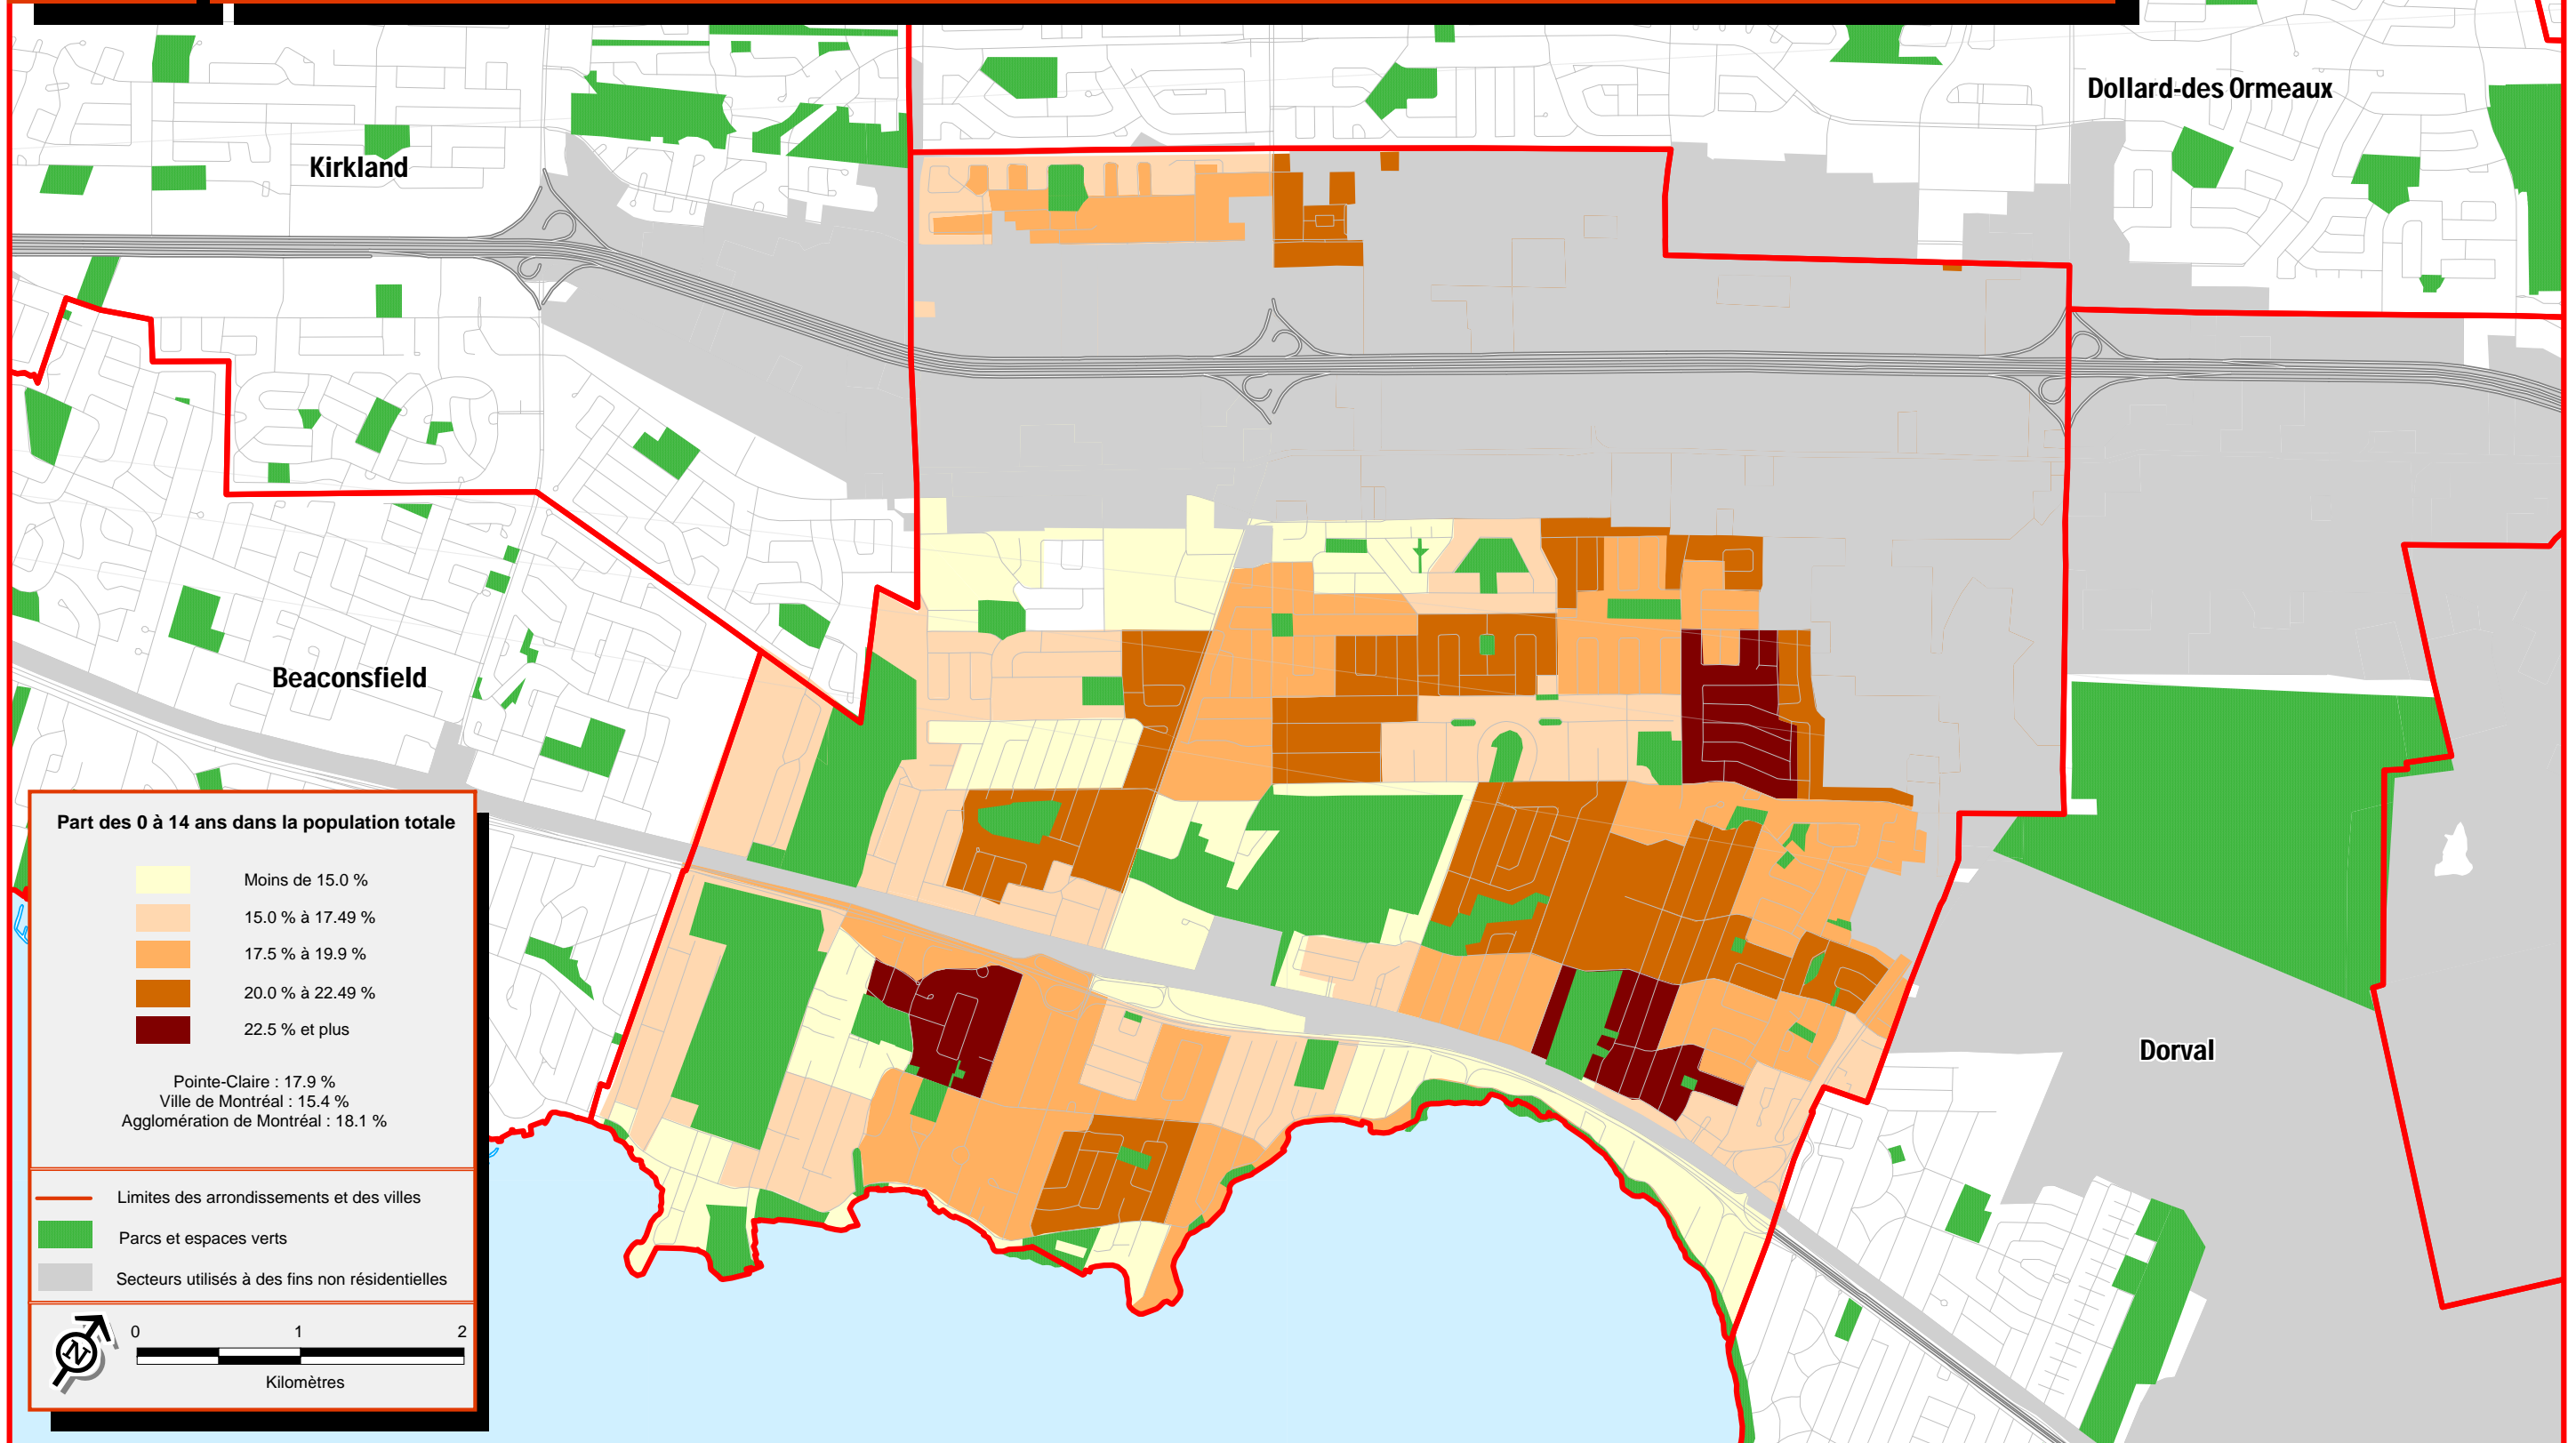 Dollard-des Ormeaux
Kirkland
Beaconsfield
Dorval
Part des 0 à 14 ans dans la population totale
Moins de 15.0 %
15.0 % à 17.49 %
17.5 % à 19.9 %
20.0 % à 22.49 %
22.5 % et plus
Pointe-Claire : 17.9 %
Ville de Montréal : 15.4 %
Agglomération de Montréal : 18.1 %
Limites des arrondissements et des villes
Parcs et espaces verts
Secteurs utilisés à des fins non résidentielles
N
0 1 2
Kilomètres